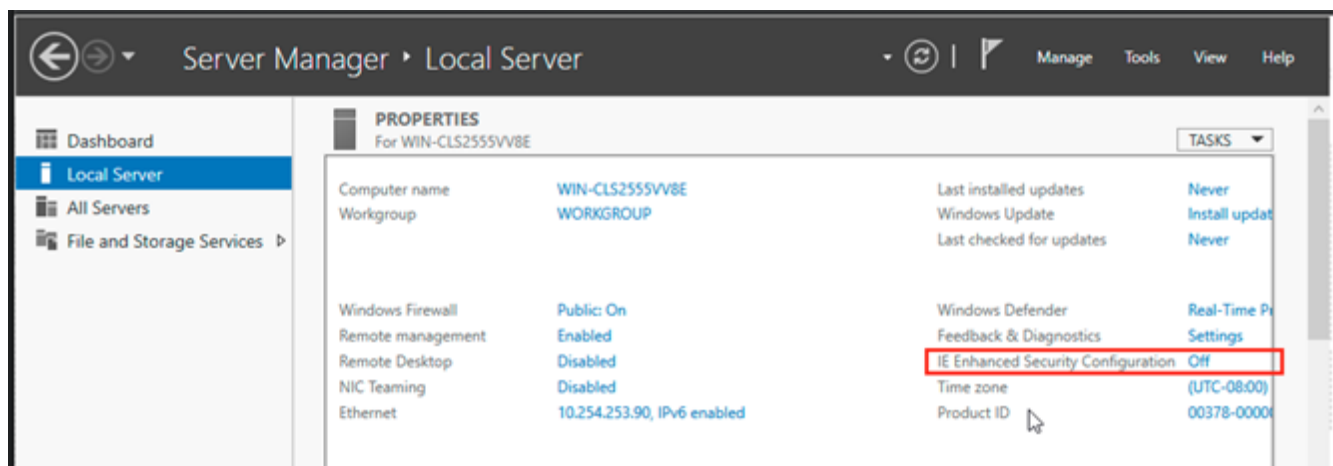 Server Manager ‣ Local Server
Manage Tools View Help
Dashboard
Local Server
All Servers
File and Storage Services
PROPERTIES
For WIN-CLS2555VV8E
TASKS
Computer name WIN-CLS2555VV8E
Workgroup WORKGROUP
Last installed updates Never
Windows Update Install updat
Last checked for updates Never
Windows Firewall Public: On
Remote management Enabled
Remote Desktop Disabled
NIC Teaming Disabled
Ethernet 10.254.253.90, IPv6 enabled
Windows Defender Real-Time Pr
Feedback & Diagnostics Settings
IE Enhanced Security Configuration Off
Time zone (UTC-08:00)
Product ID 00378-00000